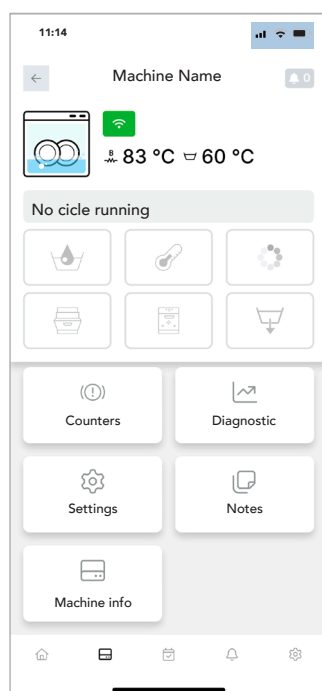 11:14
Machine Name
0
B 83 °C 60 °C
No cicle running
Counters
Diagnostic
Settings
Notes
Machine info